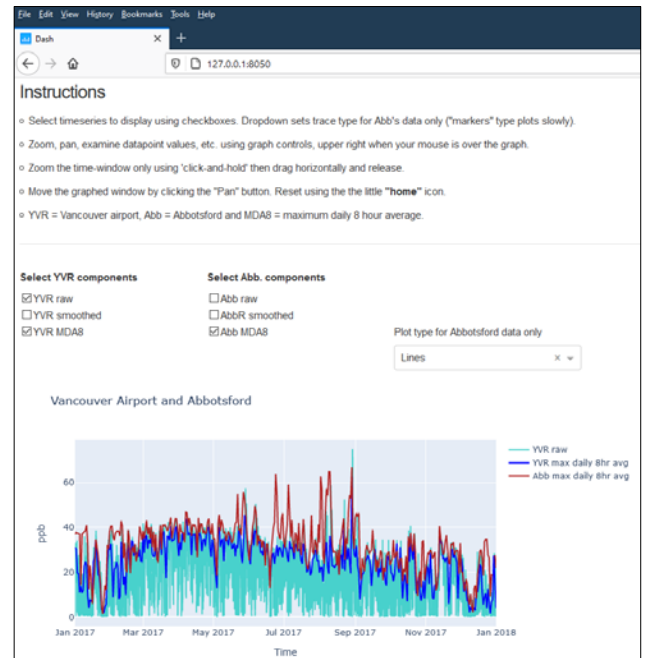 File Edit View History Bookmarks Tools Help
Dash
127.0.0.1:8050
Instructions
Select timeseries to display using checkboxes. Dropdown sets trace type for Abb's data only ("markers" type plots slowly).
Zoom, pan, examine datapoint values, etc. using graph controls, upper right when your mouse is over the graph.
Zoom the time-window only using 'click-and-hold' then drag horizontally and release.
Move the graphed window by clicking the "Pan" button. Reset using the the little "home" icon.
YVR = Vancouver airport, Abb = Abbotsford and MDA8 = maximum daily 8 hour average.
Select YVR components
Select Abb. components
YVR raw
Abb raw
YVR smoothed
AbbR smoothed
YVR MDA8
Abb MDA8
Plot type for Abbotsford data only
Lines
Vancouver Airport and Abbotsford
YVR raw
YVR max daily 8hr avg
Abb max daily 8hr avg
60
40
20
0
ppb
Jan 2017 Mar 2017 May 2017 Jul 2017 Sep 2017 Nov 2017 Jan 2018
Time